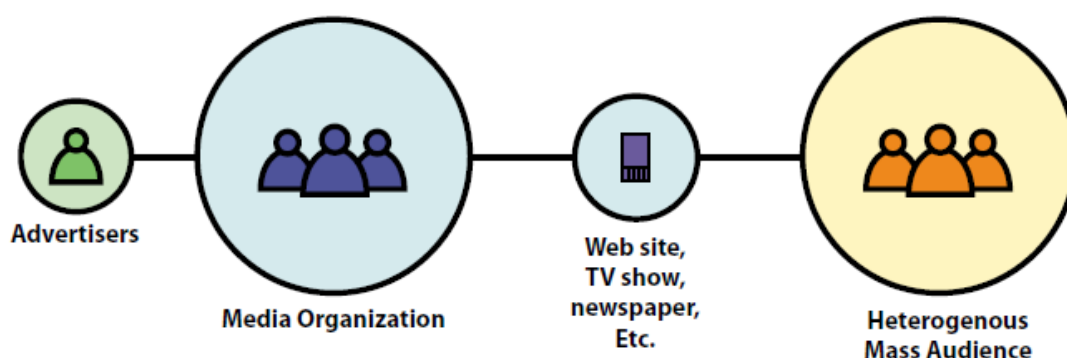 Advertisers
Media Organization
Web site,
TV show,
newspaper,
Etc.
Heterogenous
Mass Audience